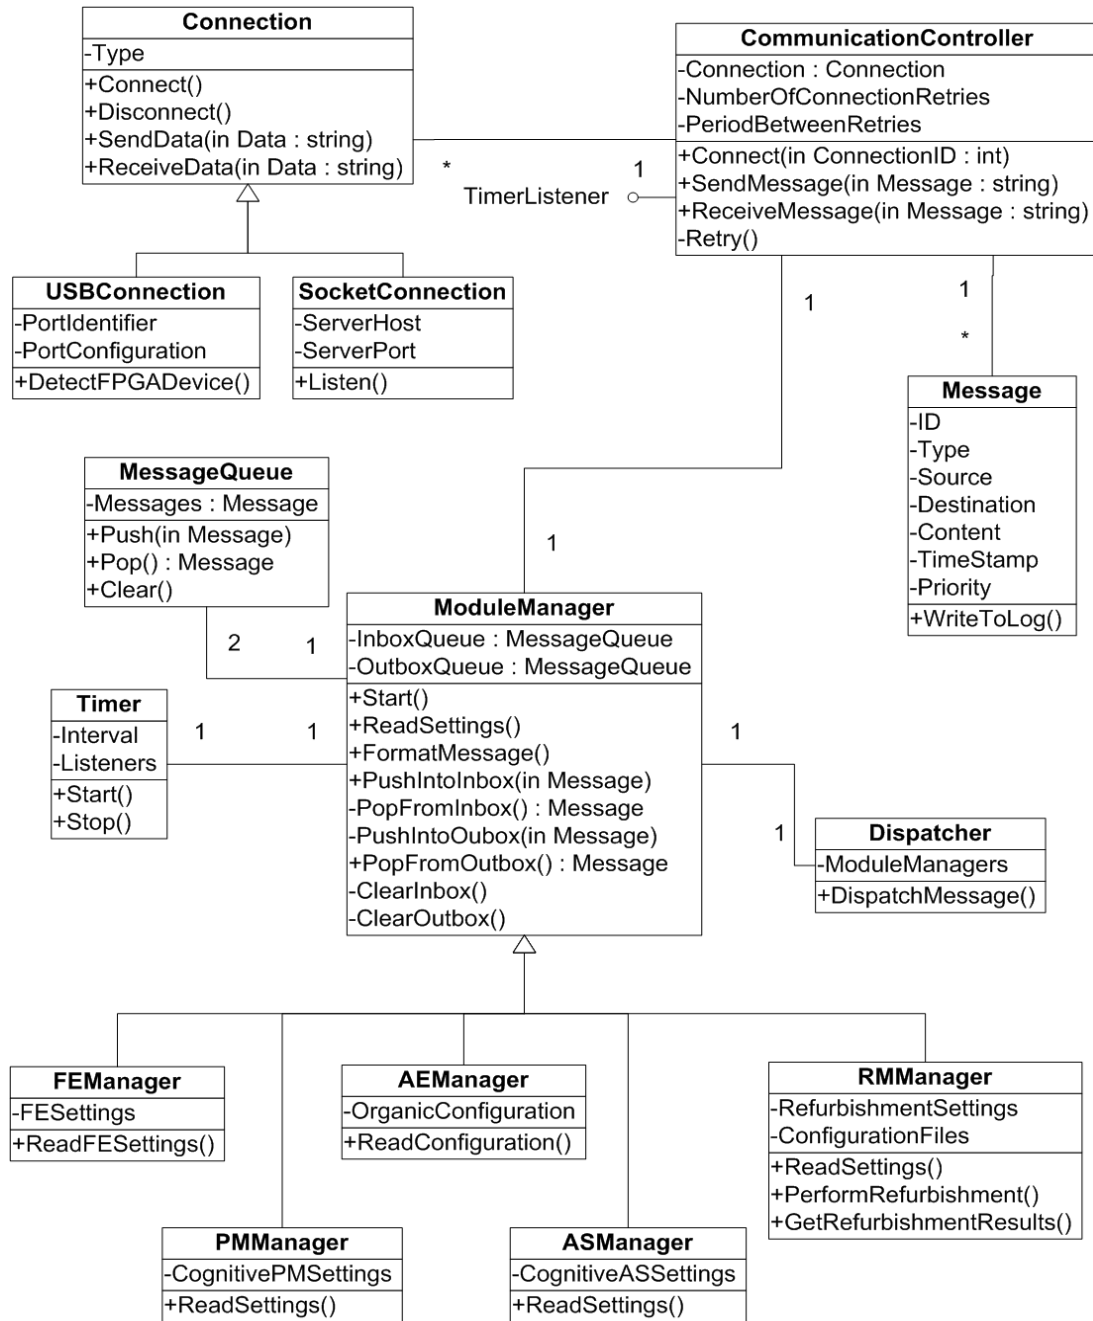 Connection
-Type
+Connect()
+Disconnect()
+SendData(in Data : string)
+ReceiveData(in Data : string)
CommunicationController
-Connection : Connection
-NumberOfConnectionRetries
-PeriodBetweenRetries
+Connect(in ConnectionID : int)
+SendMessage(in Message : string)
+ReceiveMessage(in Message : string)
-Retry()
*
1
TimerListener
USBConnection
-PortIdentifier
-PortConfiguration
+DetectFPGADevice()
SocketConnection
-ServerHost
-ServerPort
+Listen()
1
1
*
Message
-ID
-Type
-Source
-Destination
-Content
-TimeStamp
-Priority
+WriteToLog()
MessageQueue
-Messages : Message
+Push(in Message)
+Pop() : Message
+Clear()
1
2
1
ModuleManager
-InboxQueue : MessageQueue
-OutboxQueue : MessageQueue
+Start()
+ReadSettings()
+FormatMessage()
+PushIntoInbox(in Message)
-PopFromInbox() : Message
-PushIntoOubox(in Message)
+PopFromOutbox() : Message
-ClearInbox()
-ClearOutbox()
Timer
-Interval
-Listeners
+Start()
+Stop()
1
1
1
1
Dispatcher
-ModuleManagers
+DispatchMessage()
FEManager
-FESettings
+ReadFESettings()
AEManager
-OrganicConfiguration
+ReadConfiguration()
RMManager
-RefurbishmentSettings
-ConfigurationFiles
+ReadSettings()
+PerformRefurbishment()
+GetRefurbishmentResults()
PMManager
-CognitivePMSettings
+ReadSettings()
ASManager
-CognitiveASSettings
+ReadSettings()